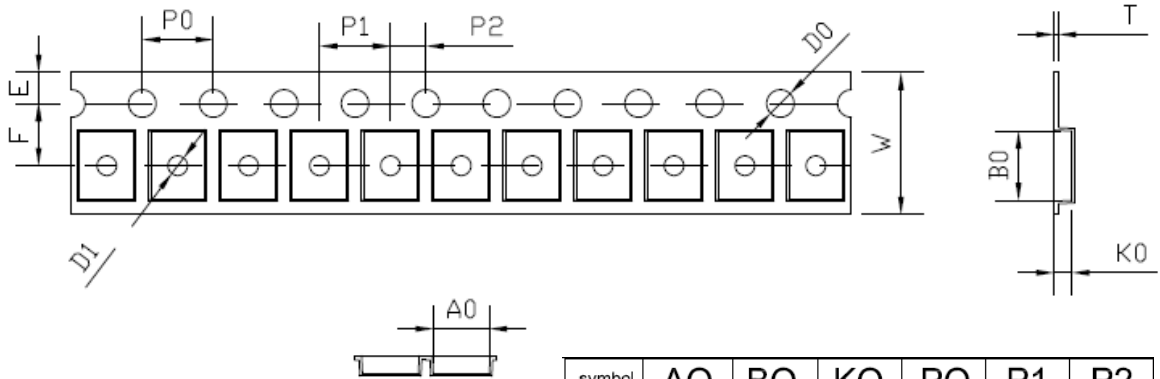 P0
P1
P2
D0
T
E
F
W
B0
D1
K0
A0
symbol A0 B0 K0 P0 P1 P2